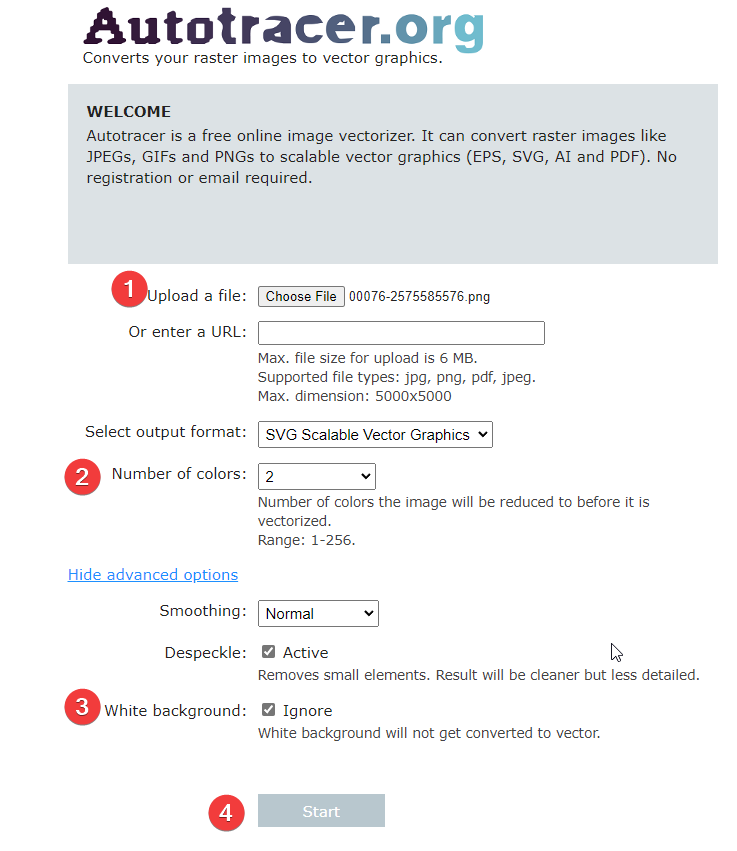 Autotracer.org
Converts your raster images to vector graphics.
WELCOME
Autotracer is a free online image vectorizer. It can convert raster images like
JPEGs, GIFs and PNGs to scalable vector graphics (EPS, SVG, AI and PDF). No
registration or email required.
1 Upload a file: Choose File 00076-2575585576.png
Or enter a URL:
Max. file size for upload is 6 MB.
Supported file types: jpg, png, pdf, jpeg.
Max. dimension: 5000x5000
Select output format: SVG Scalable Vector Graphics
2 Number of colors: 2
Number of colors the image will be reduced to before it is
vectorized.
Range: 1-256.
Hide advanced options
Smoothing: Normal
Despeckle: Active
Removes small elements. Result will be cleaner but less detailed.
3 White background: Ignore
White background will not get converted to vector.
4 Start